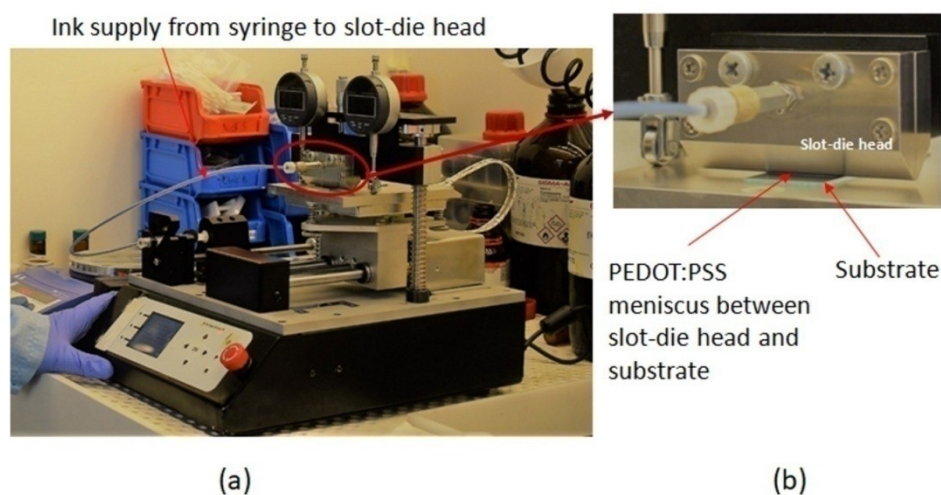 Ink supply from syringe to slot-die head
SIGMA-A
Slot-die head
PEDOT:PSS
meniscus between
slot-die head and
substrate
Substrate
(a)
(b)